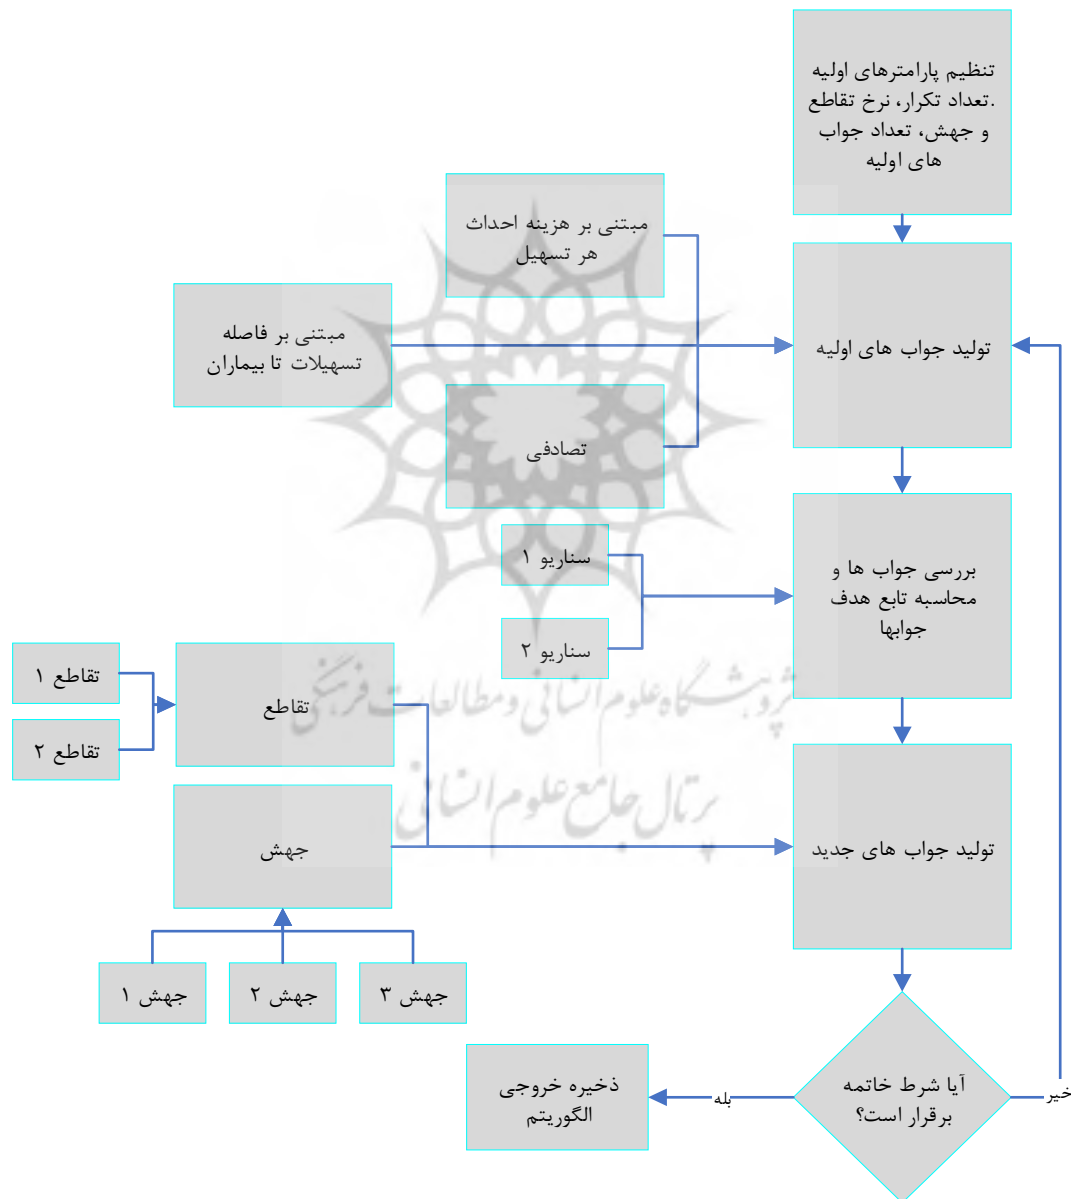 تنظیم پارامترهای اولیه
.تعداد تکرار، نرخ تقاطع
و جهش، تعداد جواب
های اولیه
مبتنی بر هزینه احداث
هر تسهیل
مبتنی بر فاصله
تسهیلات تا بیماران
تولید جواب های اولیه
تصادفی
سناریو ۱
بررسی جواب ها و
محاسبه تابع هدف
جوابها
سناریو ۲
تقاطع ۱
تقاطع
تقاطع ۲
پژوهشگاه علوم انسانی و مطالعات فرهنگی
پرتال جامع علوم انسانی
جهش
تولید جواب های جدید
جهش ۱
جهش ۲
جهش ۳
آیا شرط خاتمه
برقرار است؟
خیر
بله
ذخیره خروجی
الگوریتم